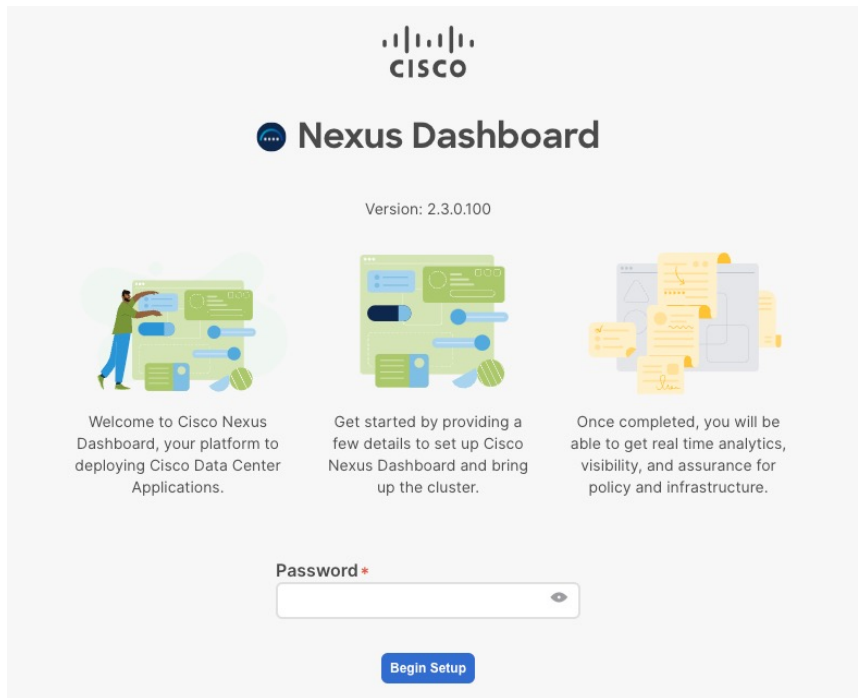 CISCO
Nexus Dashboard
Version: 2.3.0.100
Welcome to Cisco Nexus
Dashboard, your platform to
deploying Cisco Data Center
Applications.
Get started by providing a
few details to set up Cisco
Nexus Dashboard and bring
up the cluster.
Once completed, you will be
able to get real time analytics,
visibility, and assurance for
policy and infrastructure.
Password *
Begin Setup